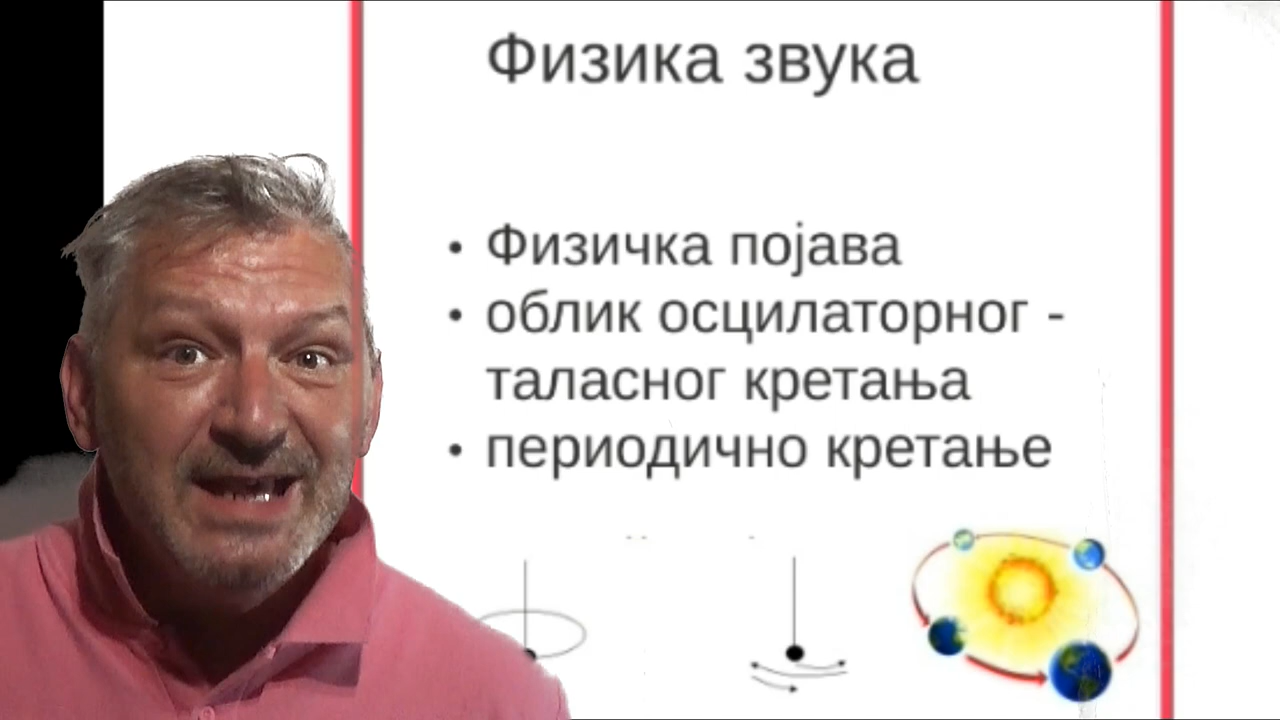 Физика звука
• Физичка појава
• облик осцилаторног -
таласног кретања
• периодично кретање